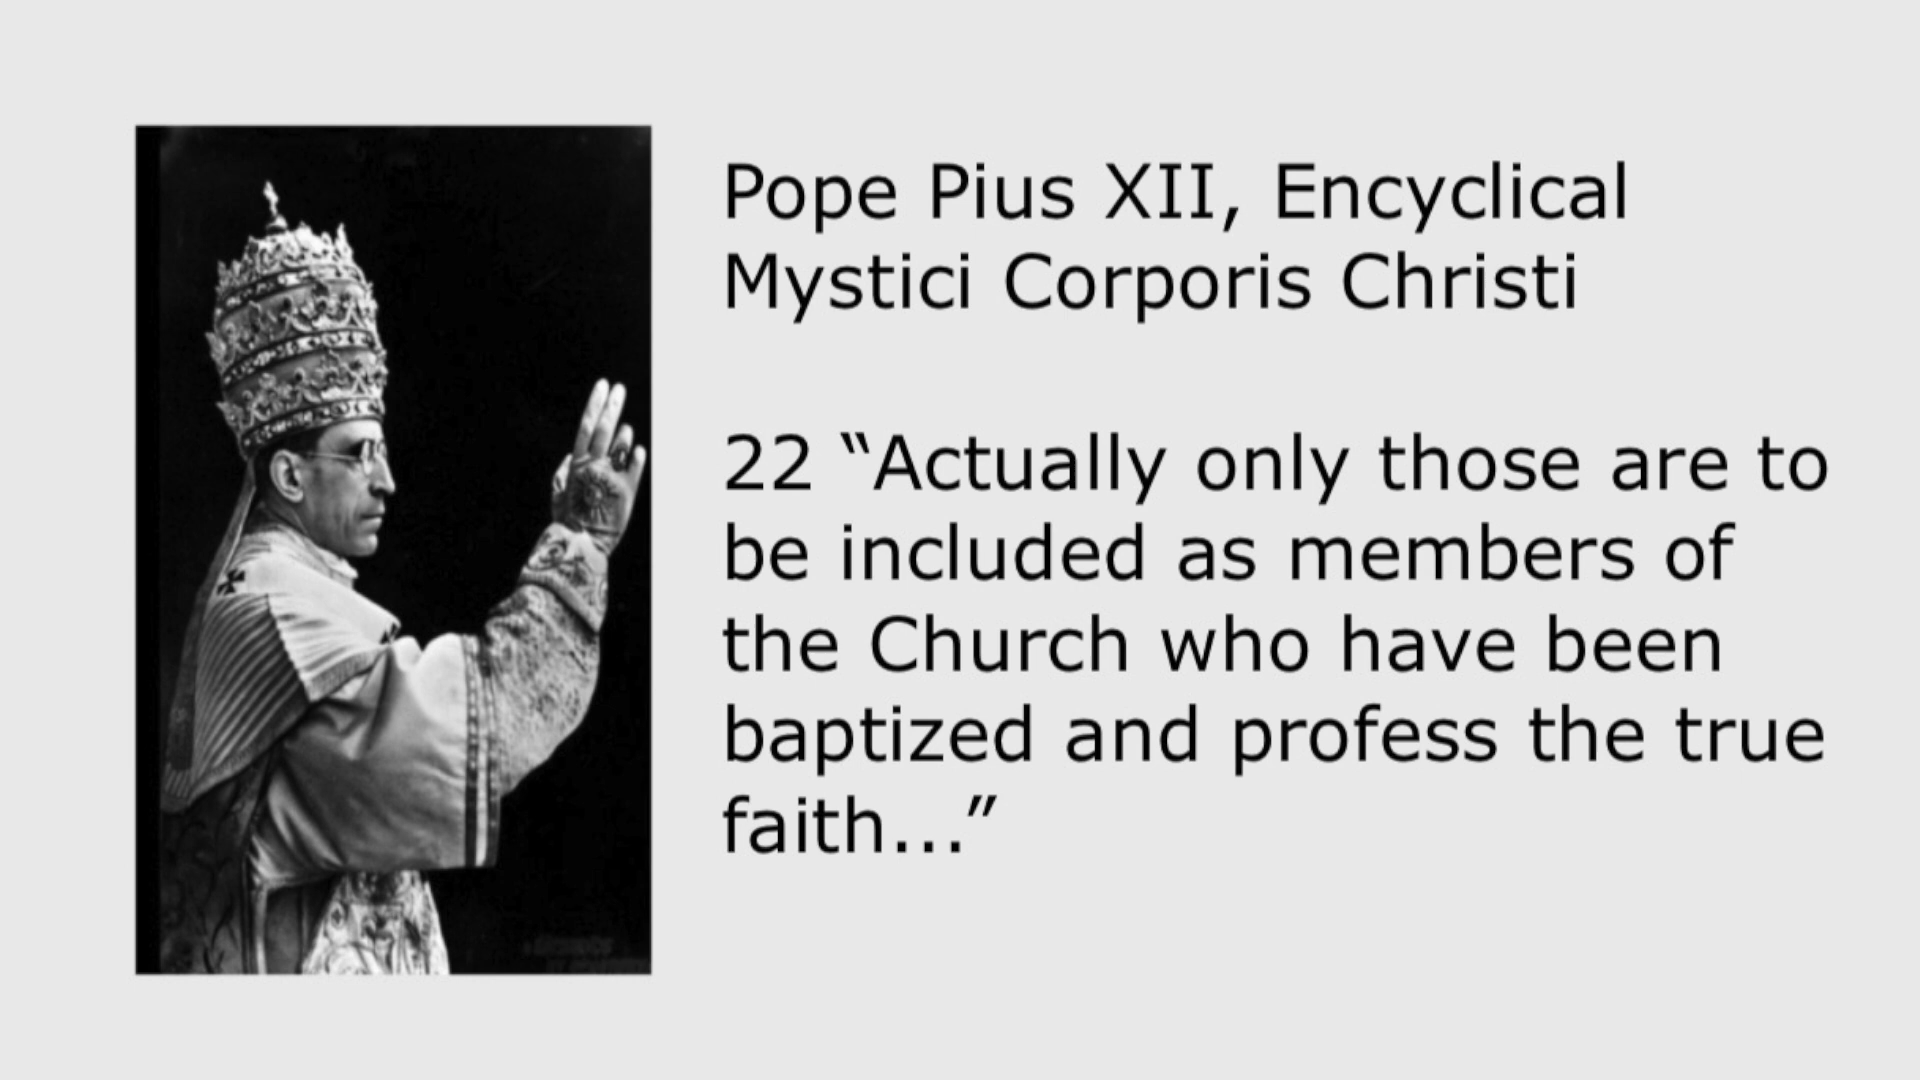 Pope Pius XII, Encyclical
Mystici Corporis Christi
22 “Actually only those are to
be included as members of
the Church who have been
baptized and profess the true
faith...”